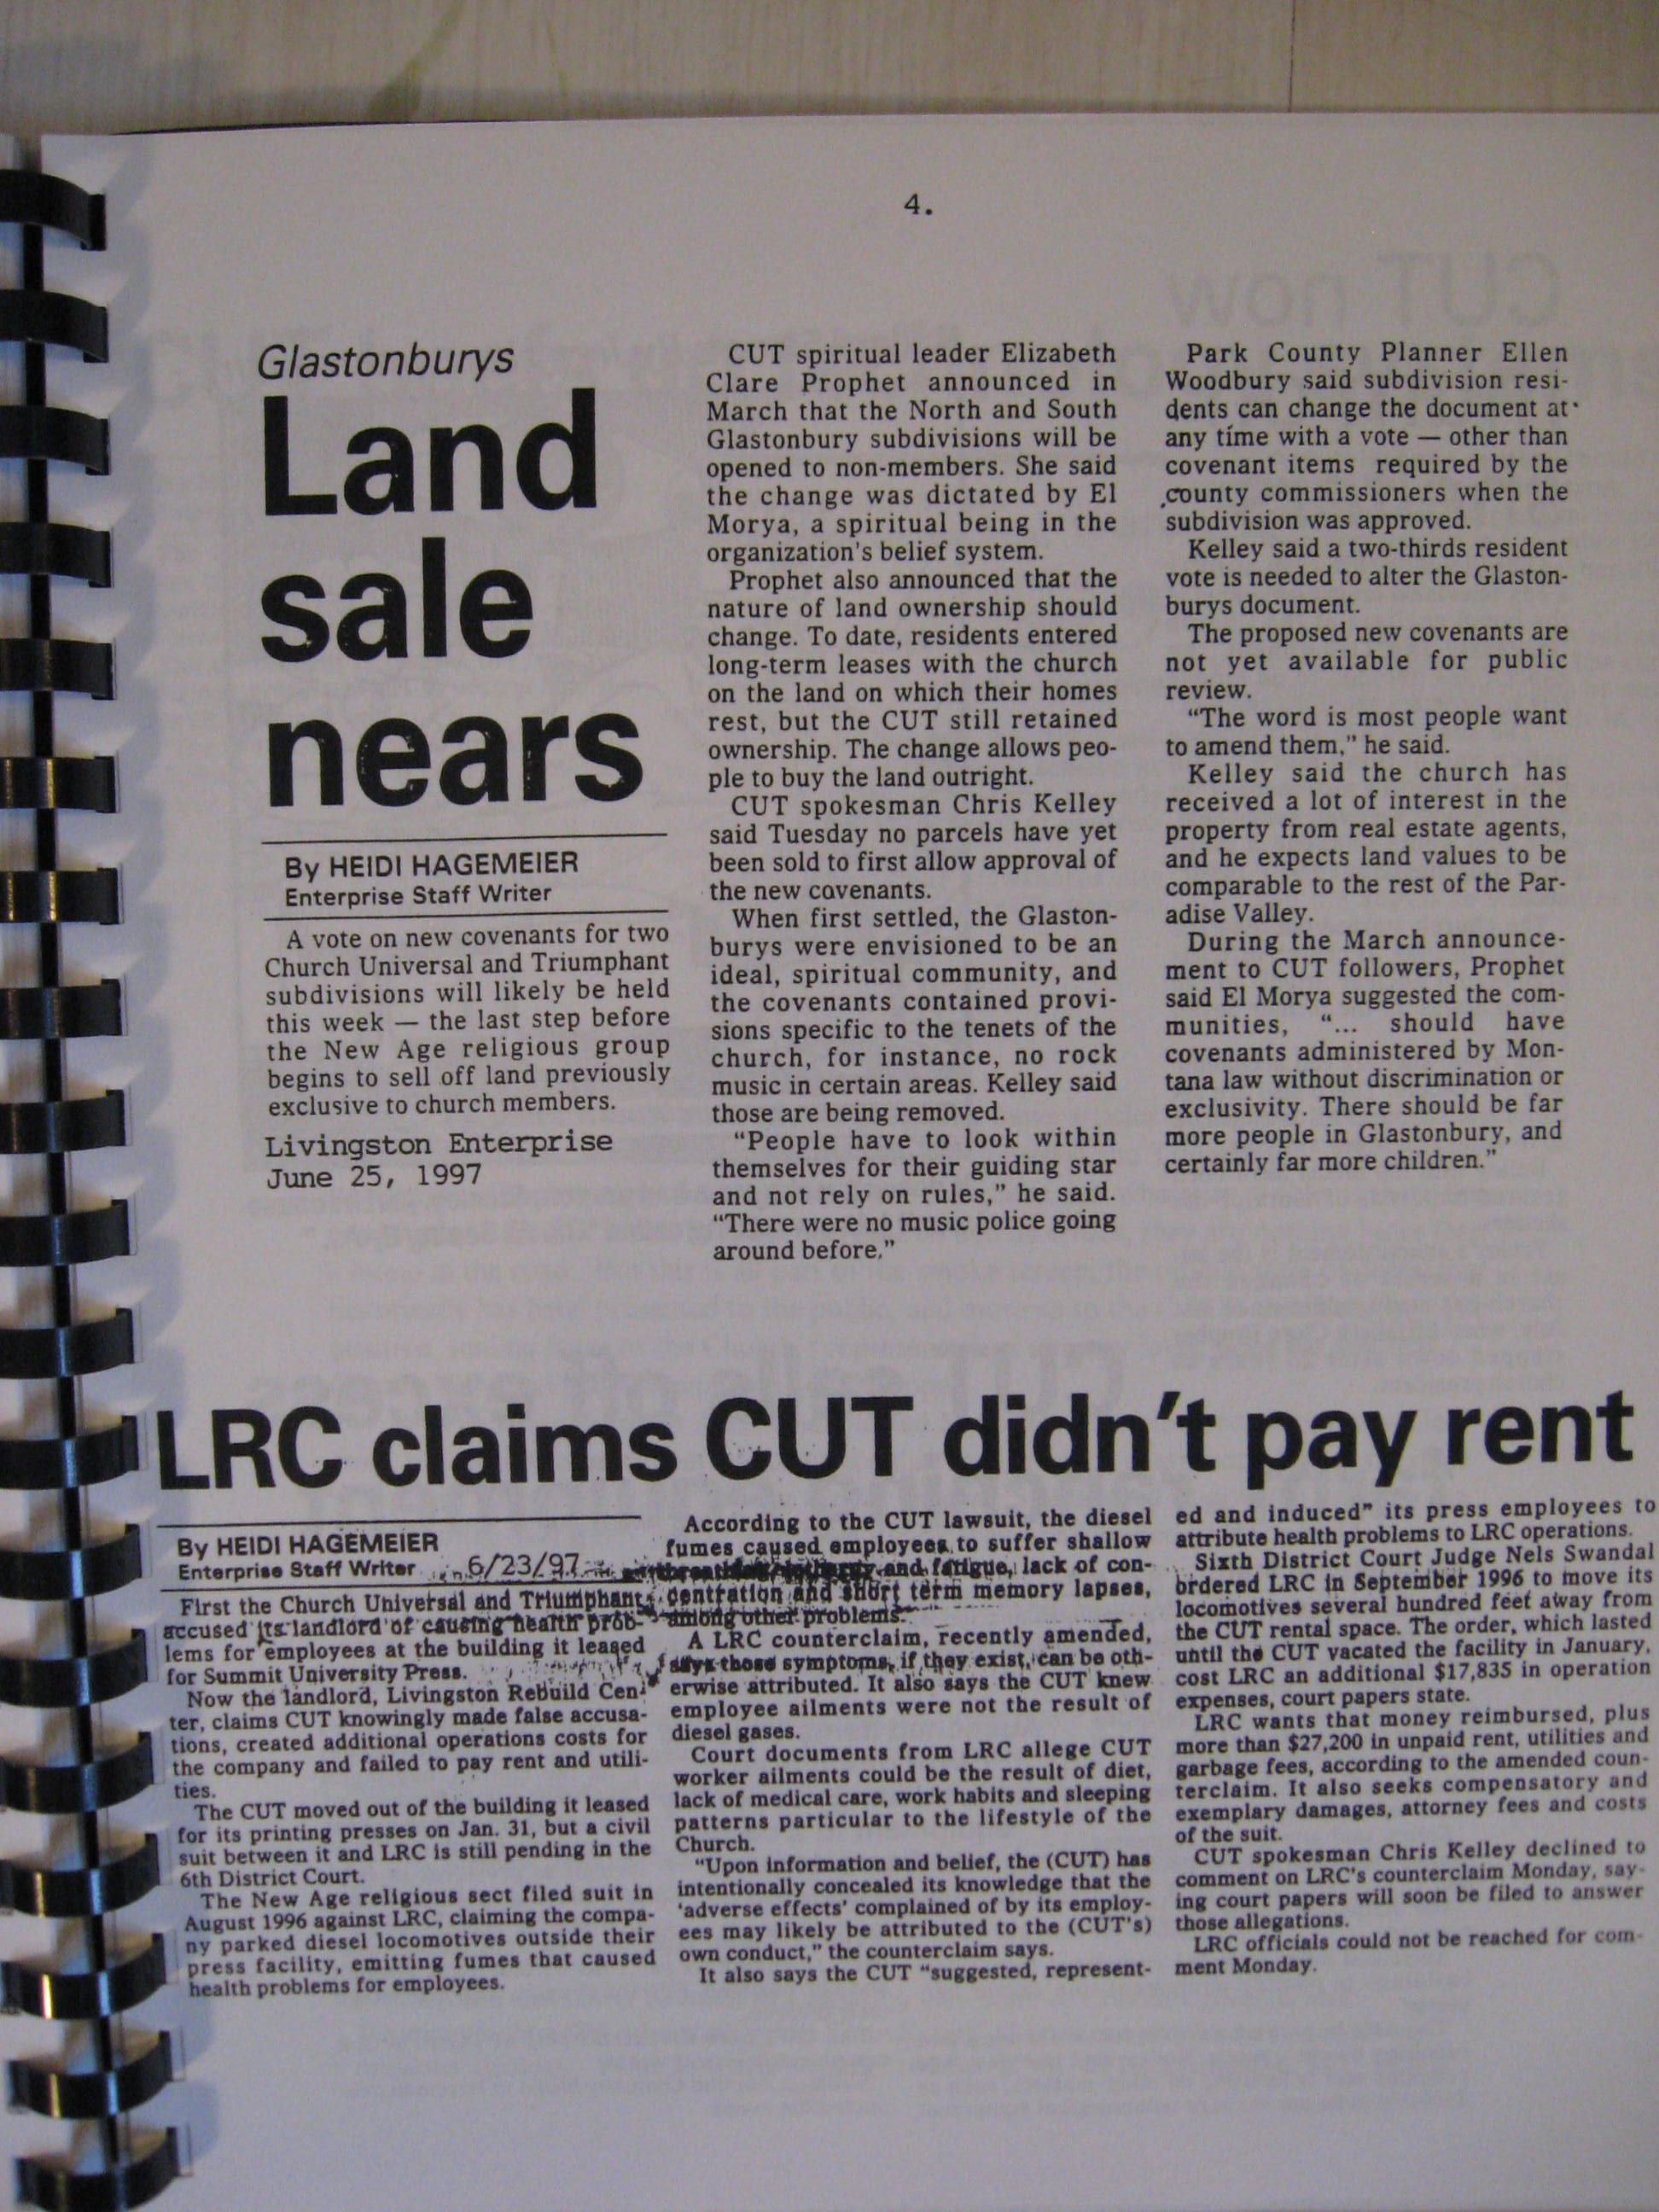 4.
Glastonburys
Land
sale
nears
By HEIDI HAGEMEIER
Enterprise Staff Writer
A vote on new covenants for two
Church Universal and Triumphant
subdivisions will likely be held
this week — the last step before
the New Age religious group
begins to sell off land previously
exclusive to church members.
Livingston Enterprise
June 25, 1997
CUT spiritual leader Elizabeth
Clare Prophet announced in
March that the North and South
Glastonbury subdivisions will be
opened to non-members. She said
the change was dictated by El
Morya, a spiritual being in the
organization's belief system.
Prophet also announced that the
nature of land ownership should
change. To date, residents entered
long-term leases with the church
on the land on which their homes
rest, but the CUT still retained
ownership. The change allows peo-
ple to buy the land outright.
CUT spokesman Chris Kelley
said Tuesday no parcels have yet
been sold to first allow approval of
the new covenants.
When first settled, the Glaston-
burys were envisioned to be an
ideal, spiritual community, and
the covenants contained provi-
sions specific to the tenets of the
church, for instance, no rock
music in certain areas. Kelley said
those are being removed.
"People have to look within
themselves for their guiding star
and not rely on rules," he said.
"There were no music police going
around before."
Park County Planner Ellen
Woodbury said subdivision resi-
dents can change the document at
any time with a vote — other than
covenant items required by the
county commissioners when the
subdivision was approved.
Kelley said a two-thirds resident
vote is needed to alter the Glaston-
burys document.
The proposed new covenants are
not yet available for public
review.
"The word is most people want
to amend them," he said.
Kelley said the church has
received a lot of interest in the
property from real estate agents,
and he expects land values to be
comparable to the rest of the Par-
adise Valley.
During the March announce-
ment to CUT followers, Prophet
said El Morya suggested the com-
munities, "... should have
covenants administered by Mon-
tana law without discrimination or
exclusivity. There should be far
more people in Glastonbury, and
certainly far more children."
LRC claims CUT didn't pay rent
By HEIDI HAGEMEIER
Enterprise Staff Writer 6/23/97
First the Church Universal and Triumphant
accused its landlord of causing health prob-
lems for employees at the building it leased
for Summit University Press.
Now the landlord, Livingston Rebuild Cen-
ter, claims CUT knowingly made false accusa-
tions, created additional operations costs for
the company and failed to pay rent and utili-
ties.
The CUT moved out of the building it leased
for its printing presses on Jan. 31, but a civil
suit between it and LRC is still pending in the
6th District Court.
The New Age religious sect filed suit in
August 1996 against LRC, claiming the compa-
ny parked diesel locomotives outside their
press facility, emitting fumes that caused
health problems for employees.
According to the CUT lawsuit, the diesel
fumes caused employees to suffer shallow
and fatigue, lack of con-
centration and short term memory lapses,
among other problems.
A LRC counterclaim, recently amended,
says those symptoms, if they exist, can be oth-
erwise attributed. It also says the CUT knew
employee ailments were not the result of
diesel gases.
Court documents from LRC allege CUT
worker ailments could be the result of diet,
lack of medical care, work habits and sleeping
patterns particular to the lifestyle of the
Church.
"Upon information and belief, the (CUT) has
intentionally concealed its knowledge that the
'adverse effects' complained of by its employ-
ees may likely be attributed to the (CUT's)
own conduct," the counterclaim says.
It also says the CUT "suggested, represent-
ed and induced" its press employees to
attribute health problems to LRC operations.
Sixth District Court Judge Nels Swandal
ordered LRC in September 1996 to move its
locomotives several hundred feet away from
the CUT rental space. The order, which lasted
until the CUT vacated the facility in January,
cost LRC an additional $17,835 in operation
expenses, court papers state.
LRC wants that money reimbursed, plus
more than $27,200 in unpaid rent, utilities and
garbage fees, according to the amended coun-
terclaim. It also seeks compensatory and
exemplary damages, attorney fees and costs
of the suit.
CUT spokesman Chris Kelley declined to
comment on LRC's counterclaim Monday, say-
ing court papers will soon be filed to answer
those allegations.
LRC officials could not be reached for com-
ment Monday.